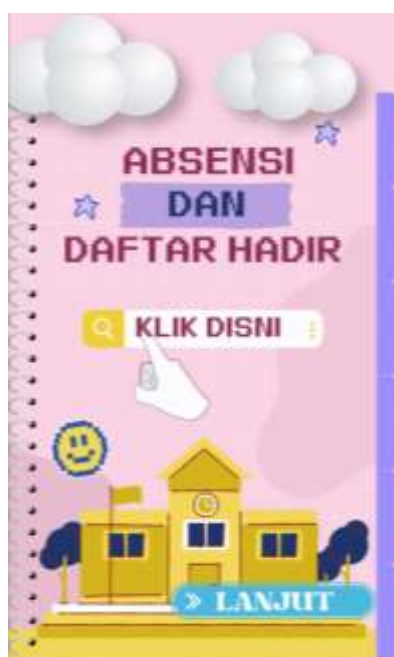 ABSENSI
DAN
DAFTAR HADIR
KLIK DISNI
» LANJUT